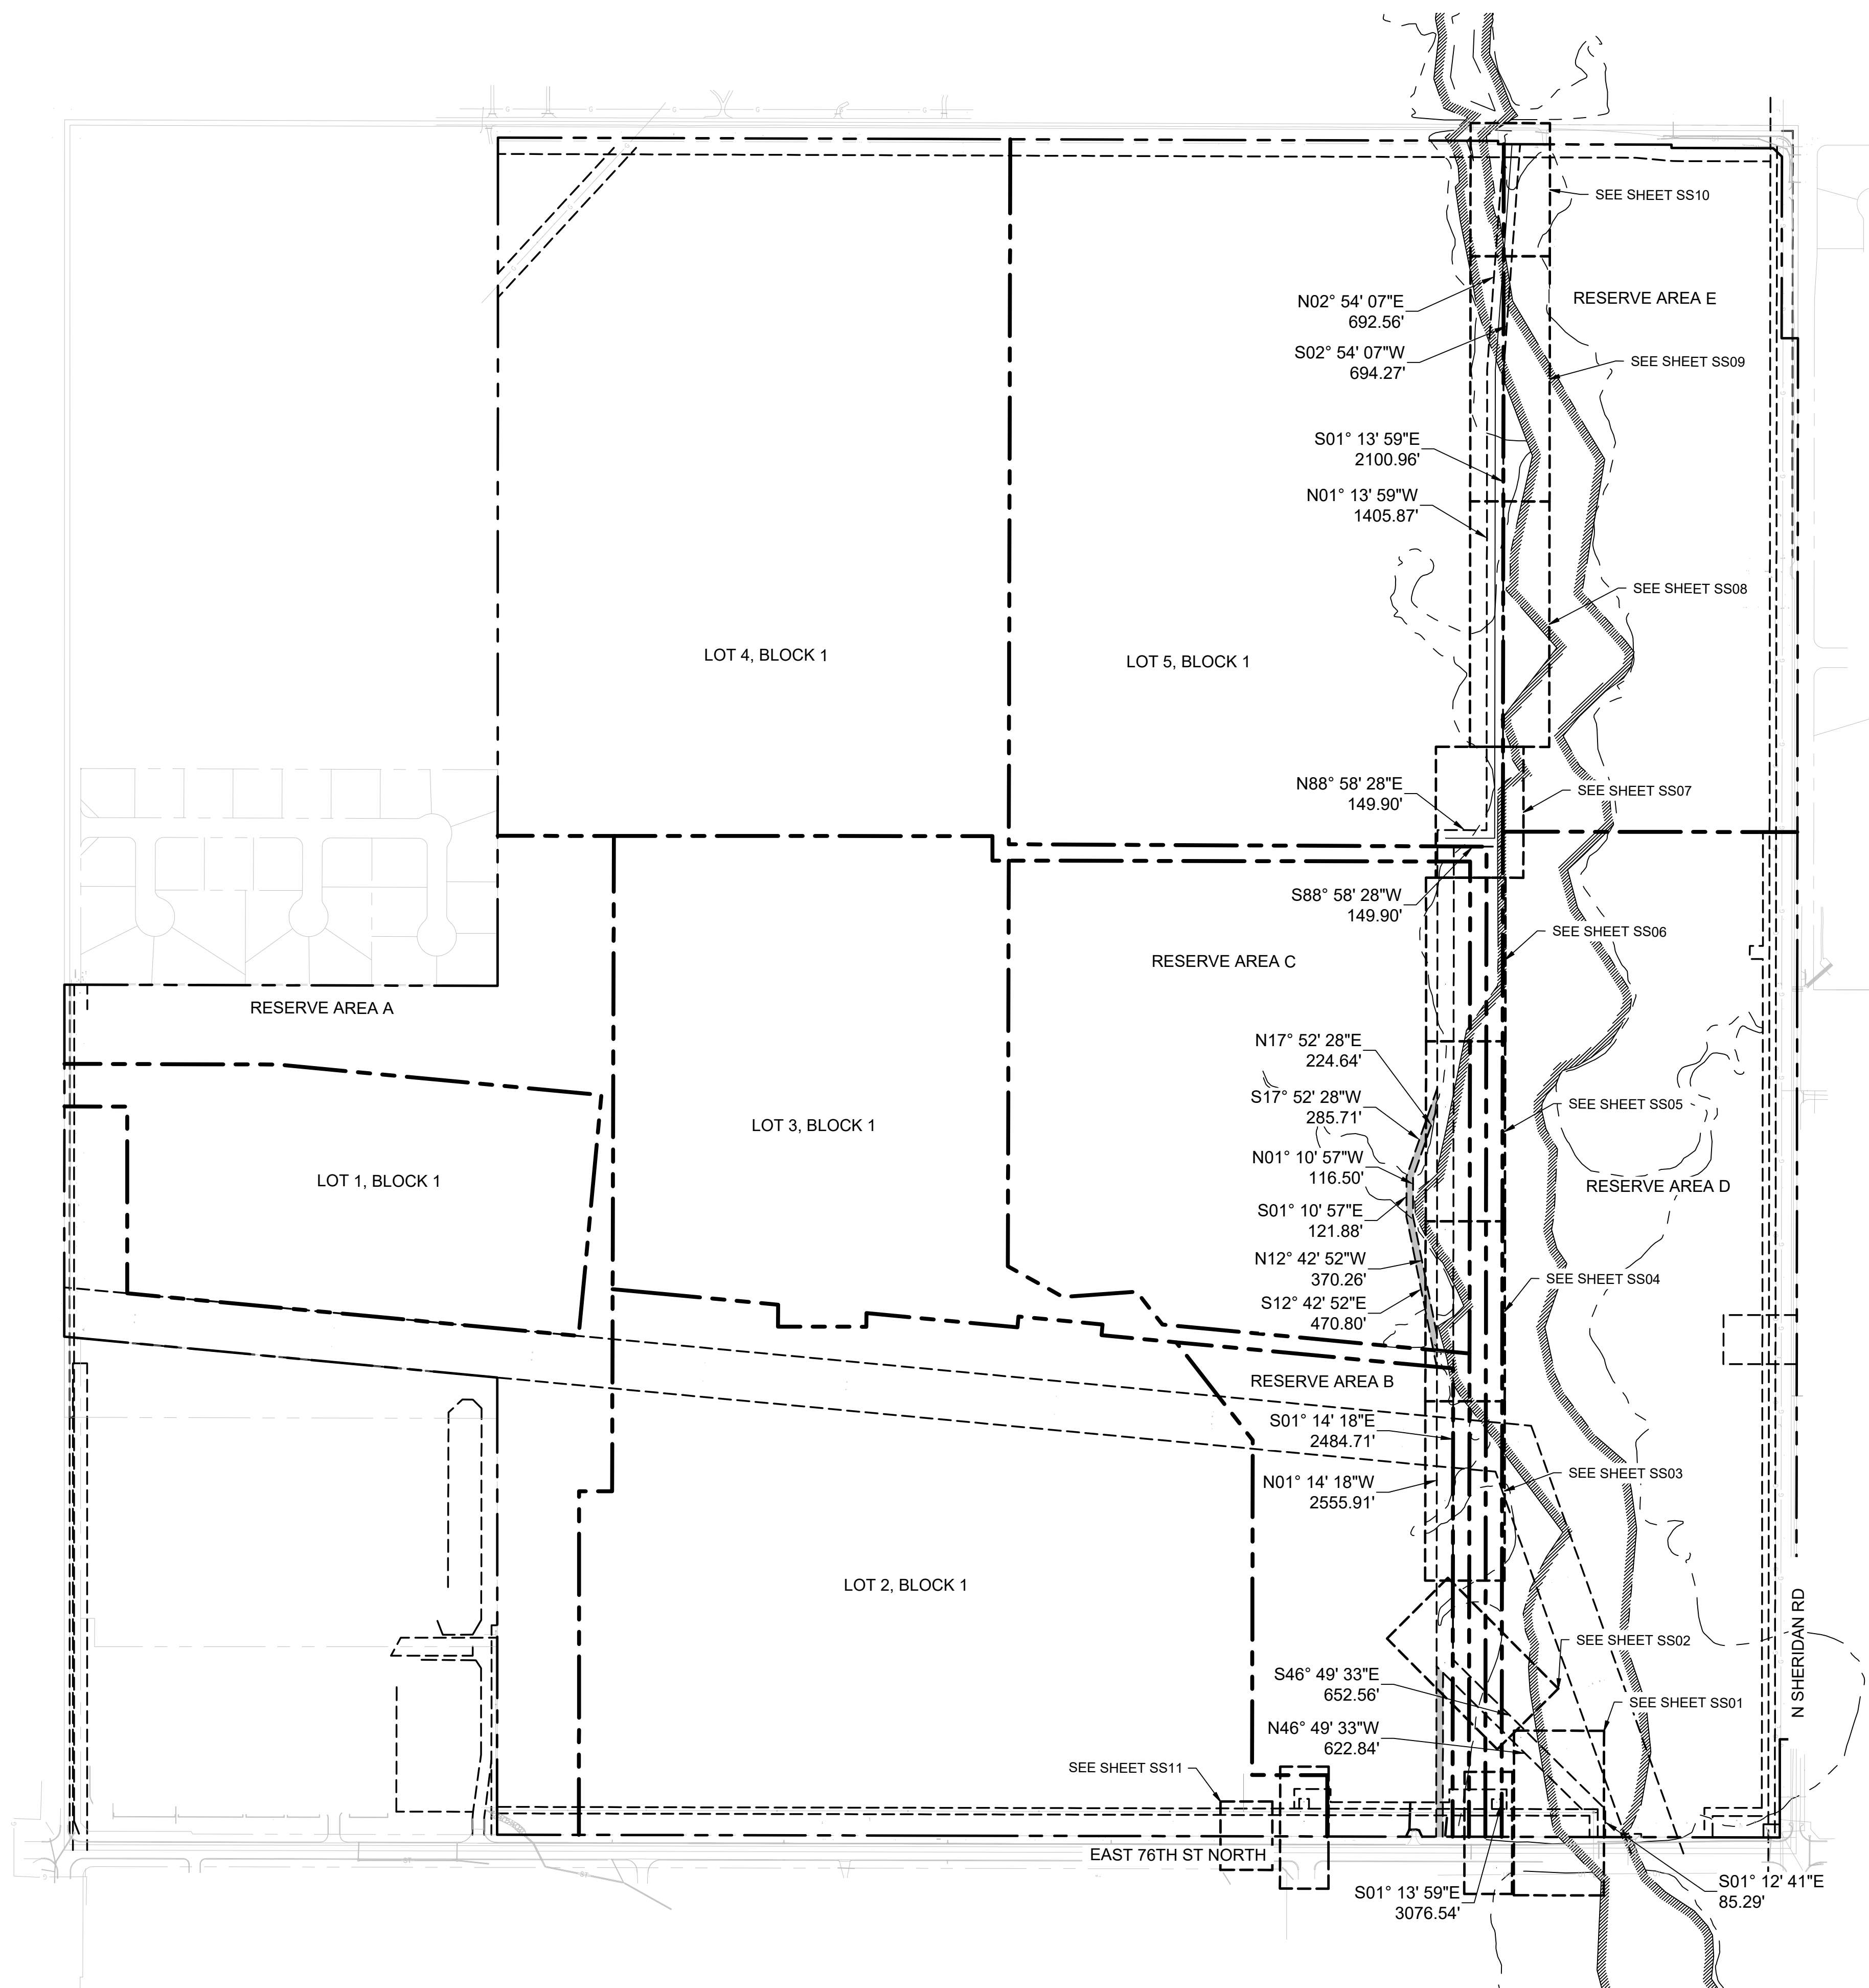 SEE SHEET SS10
N02° 54' 07"E
692.56'
RESERVE AREA E
S02° 54' 07"W
694.27'
SEE SHEET SS09
S01° 13' 59"E
2100.96'
N01° 13' 59"W
1405.87'
SEE SHEET SS08
LOT 4, BLOCK 1
LOT 5, BLOCK 1
N88° 58' 28"E
149.90'
SEE SHEET SS07
S88° 58' 28"W
149.90'
SEE SHEET SS06
RESERVE AREA C
RESERVE AREA A
N17° 52' 28"E
224.64'
S17° 52' 28"W
285.71'
SEE SHEET SS05
LOT 3, BLOCK 1
N01° 10' 57"W
116.50'
LOT 1, BLOCK 1
RESERVE AREA D
S01° 10' 57"E
121.88'
N12° 42' 52"W
370.26'
SEE SHEET SS04
S12° 42' 52"E
470.80'
RESERVE AREA B
S01° 14' 18"E
2484.71'
N01° 14' 18"W
2555.91'
SEE SHEET SS03
LOT 2, BLOCK 1
N SHERIDAN RD
SEE SHEET SS02
S46° 49' 33"E
652.56'
SEE SHEET SS01
N46° 49' 33"W
622.84'
SEE SHEET SS11
EAST 76TH ST NORTH
S01° 13' 59"E
3076.54'
S01° 12' 41"E
85.29'